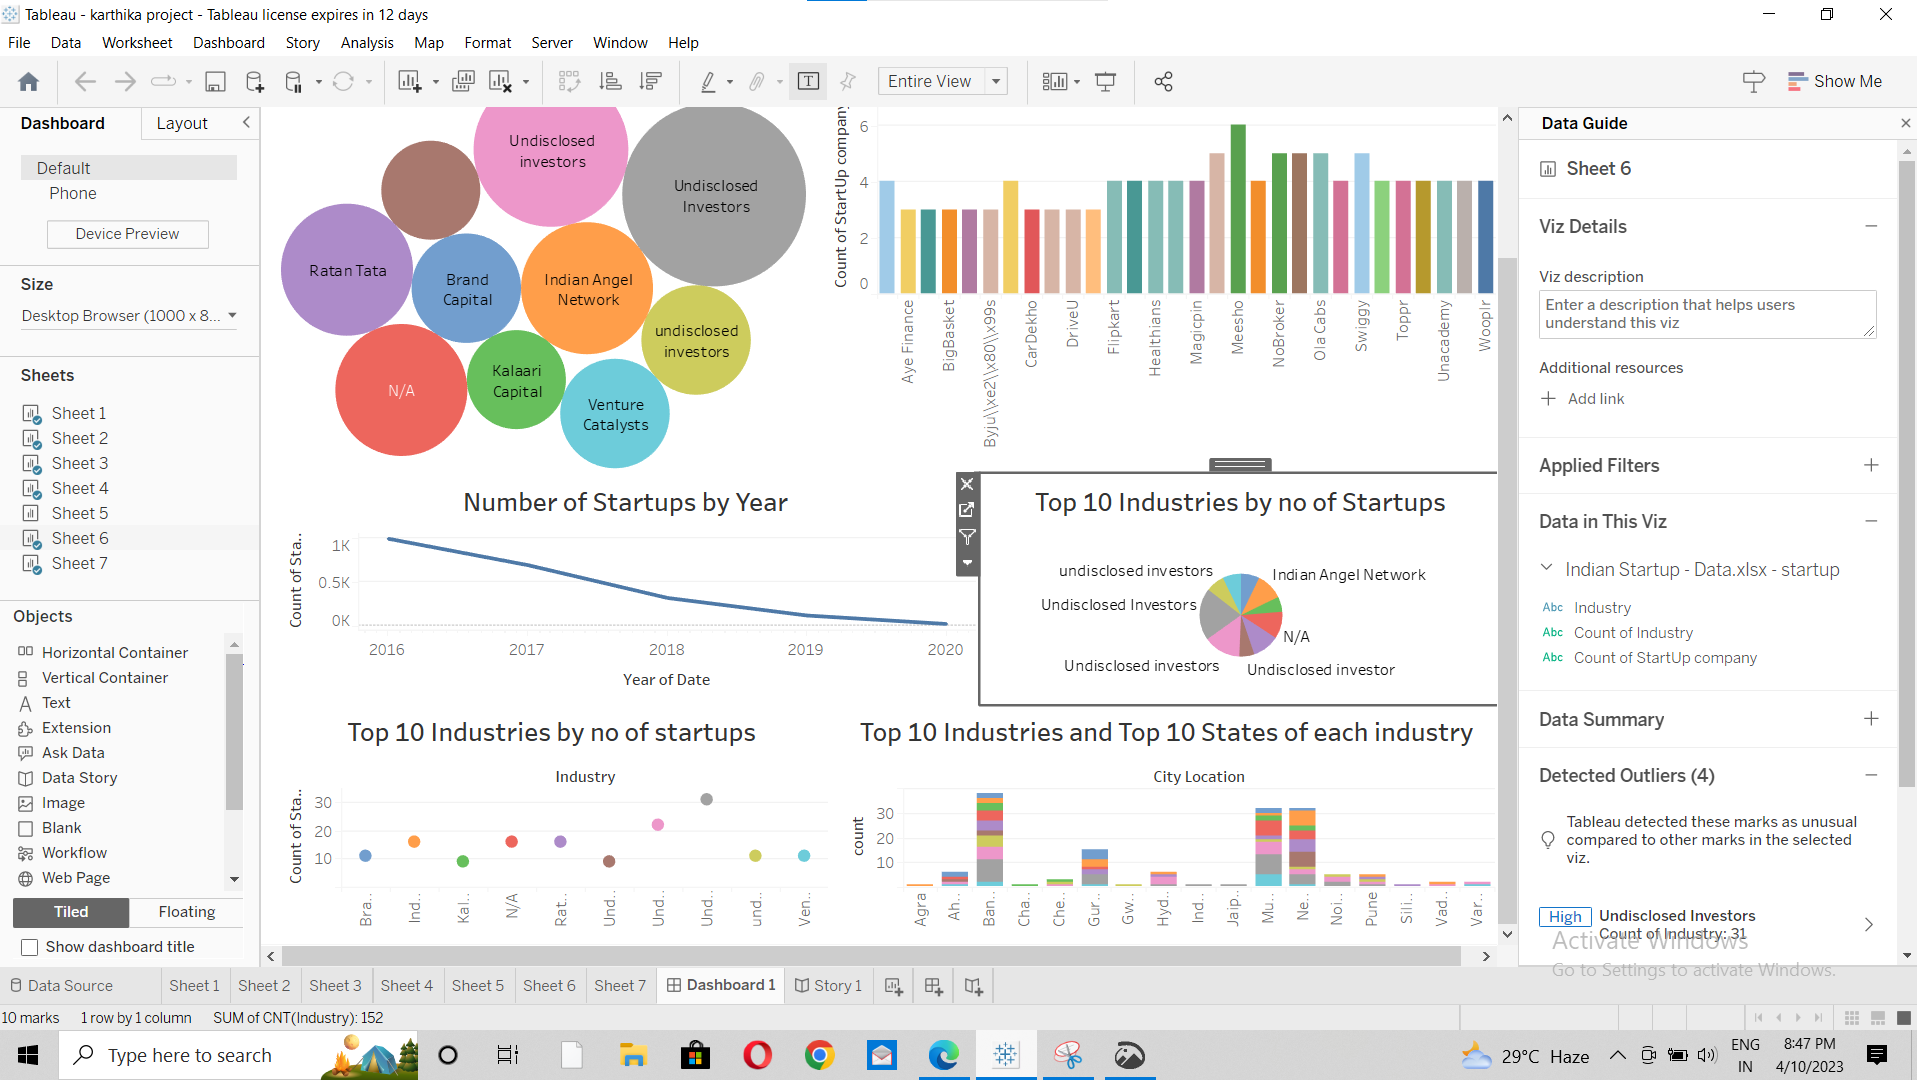 Tableau - karthika project - Tableau license expires in 12 days
File Data Worksheet Dashboard Story Analysis Map Format Server Window Help
Entire View
Show Me
Dashboard Layout
Default
Phone
Device Preview
Size
Desktop Browser (1000 x 8...
Sheets
Sheet 1
Sheet 2
Sheet 3
Sheet 4
Sheet 5
Sheet 6
Sheet 7
Objects
Horizontal Container
Vertical Container
Text
Extension
Ask Data
Data Story
Image
Blank
Workflow
Web Page
Tiled Floating
Show dashboard title
Undisclosed
investors
Undisclosed
Investors
Ratan Tata
Brand
Capital
Indian Angel
Network
undisclosed
investors
N/A
Kalaari
Capital
Venture
Catalysts
Count of StartUp company
6
4
2
0
Aye Finance
BigBasket
Byju\\xe2\\x80\\x99s
CarDekho
DriveU
Flipkart
Healthians
Magicpin
Meesho
NoBroker
Ola Cabs
Swiggy
Toppr
Unacademy
Wooplr
Number of Startups by Year
Count of Sta..
1K
0.5K
0K
2016 2017 2018 2019 2020
Year of Date
Top 10 Industries by no of Startups
undisclosed investors
Indian Angel Network
Undisclosed Investors
N/A
Undisclosed investors
Undisclosed investor
Top 10 Industries by no of startups
Industry
Count of Sta..
30
20
10
Bra.. Ind.. Kal.. N/A Rat.. Und.. Und.. Und.. und.. Ven..
Top 10 Industries and Top 10 States of each industry
City Location
count
30
20
10
Agra Ah.. Ban.. Cha.. Che.. Gur.. Gw.. Hyd.. Ind.. Jaip.. Mu.. Ne.. Noi.. Pune Sili.. Vad.. Var..
Data Guide
Sheet 6
Viz Details
Viz description
Enter a description that helps users
understand this viz
Additional resources
Add link
Applied Filters
Data in This Viz
Indian Startup - Data.xlsx - startup
Abc Industry
Abc Count of Industry
Abc Count of StartUp company
Data Summary
Detected Outliers (4)
Tableau detected these marks as unusual
compared to other marks in the selected
viz.
High Undisclosed Investors
Count of Industry: 31
Activate Windows
Go to Settings to activate Windows.
Data Source Sheet 1 Sheet 2 Sheet 3 Sheet 4 Sheet 5 Sheet 6 Sheet 7 Dashboard 1 Story 1
10 marks 1 row by 1 column SUM of CNT(Industry): 152
Type here to search
29°C Haze
ENG
IN
8:47 PM
4/10/2023